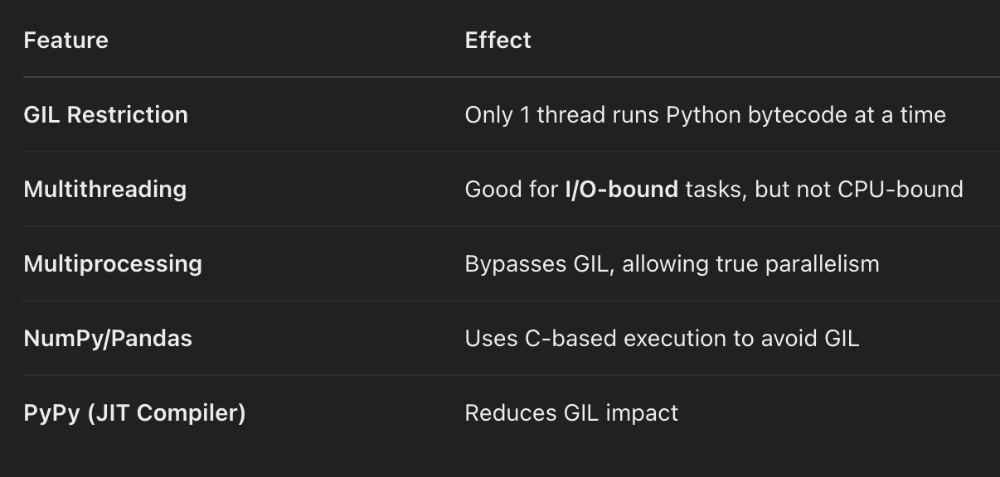 Feature Effect
GIL Restriction Only 1 thread runs Python bytecode at a time
Multithreading Good for I/O-bound tasks, but not CPU-bound
Multiprocessing Bypasses GIL, allowing true parallelism
NumPy/Pandas Uses C-based execution to avoid GIL
PyPy (JIT Compiler) Reduces GIL impact